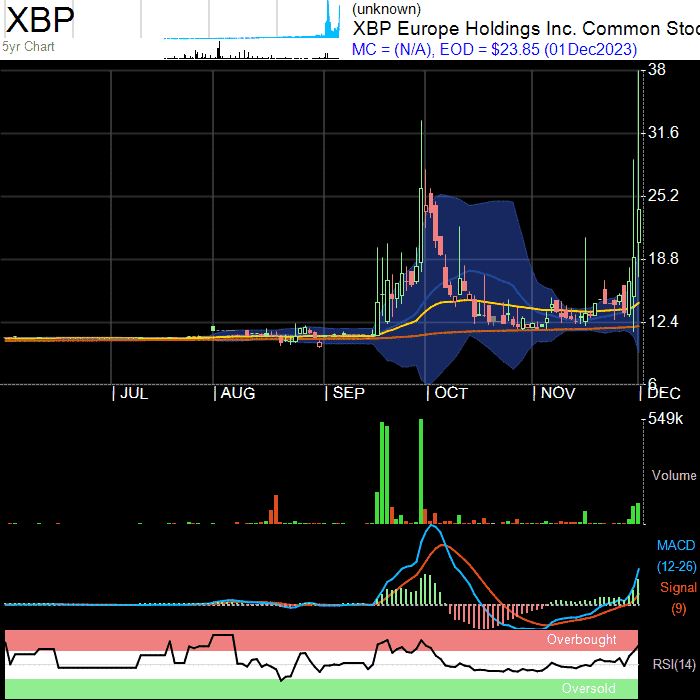 XBP
5yr Chart
(unknown)
XBP Europe Holdings Inc. Common Stoc
MC = (N/A), EOD = $23.85 (01Dec2023)
38
31.6
25.2
18.8
12.4
6
JUL AUG SEP OCT NOV DEC
549k
Volume
MACD
(12-26)
Signal
(9)
Overbought
RSI(14)
Oversold